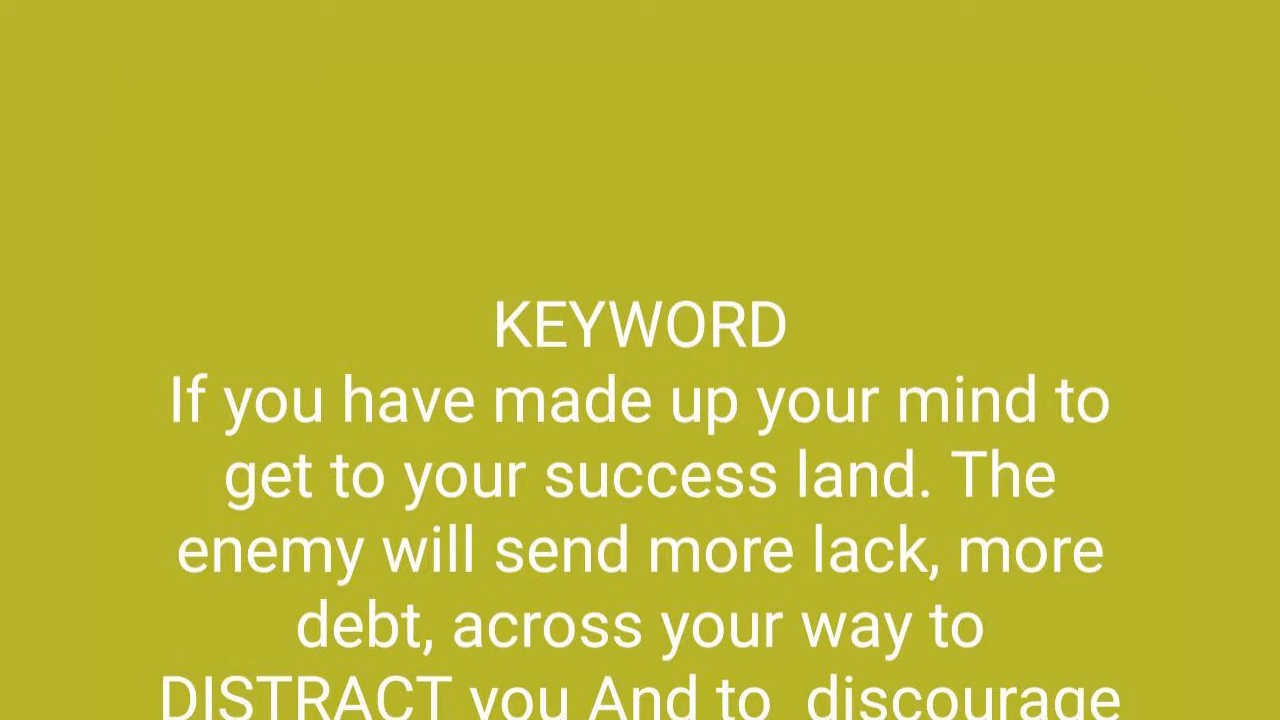 KEYWORD
If you have made up your mind to
get to your success land. The
enemy will send more lack, more
debt, across your way to
DISTRACT you And to  discourage